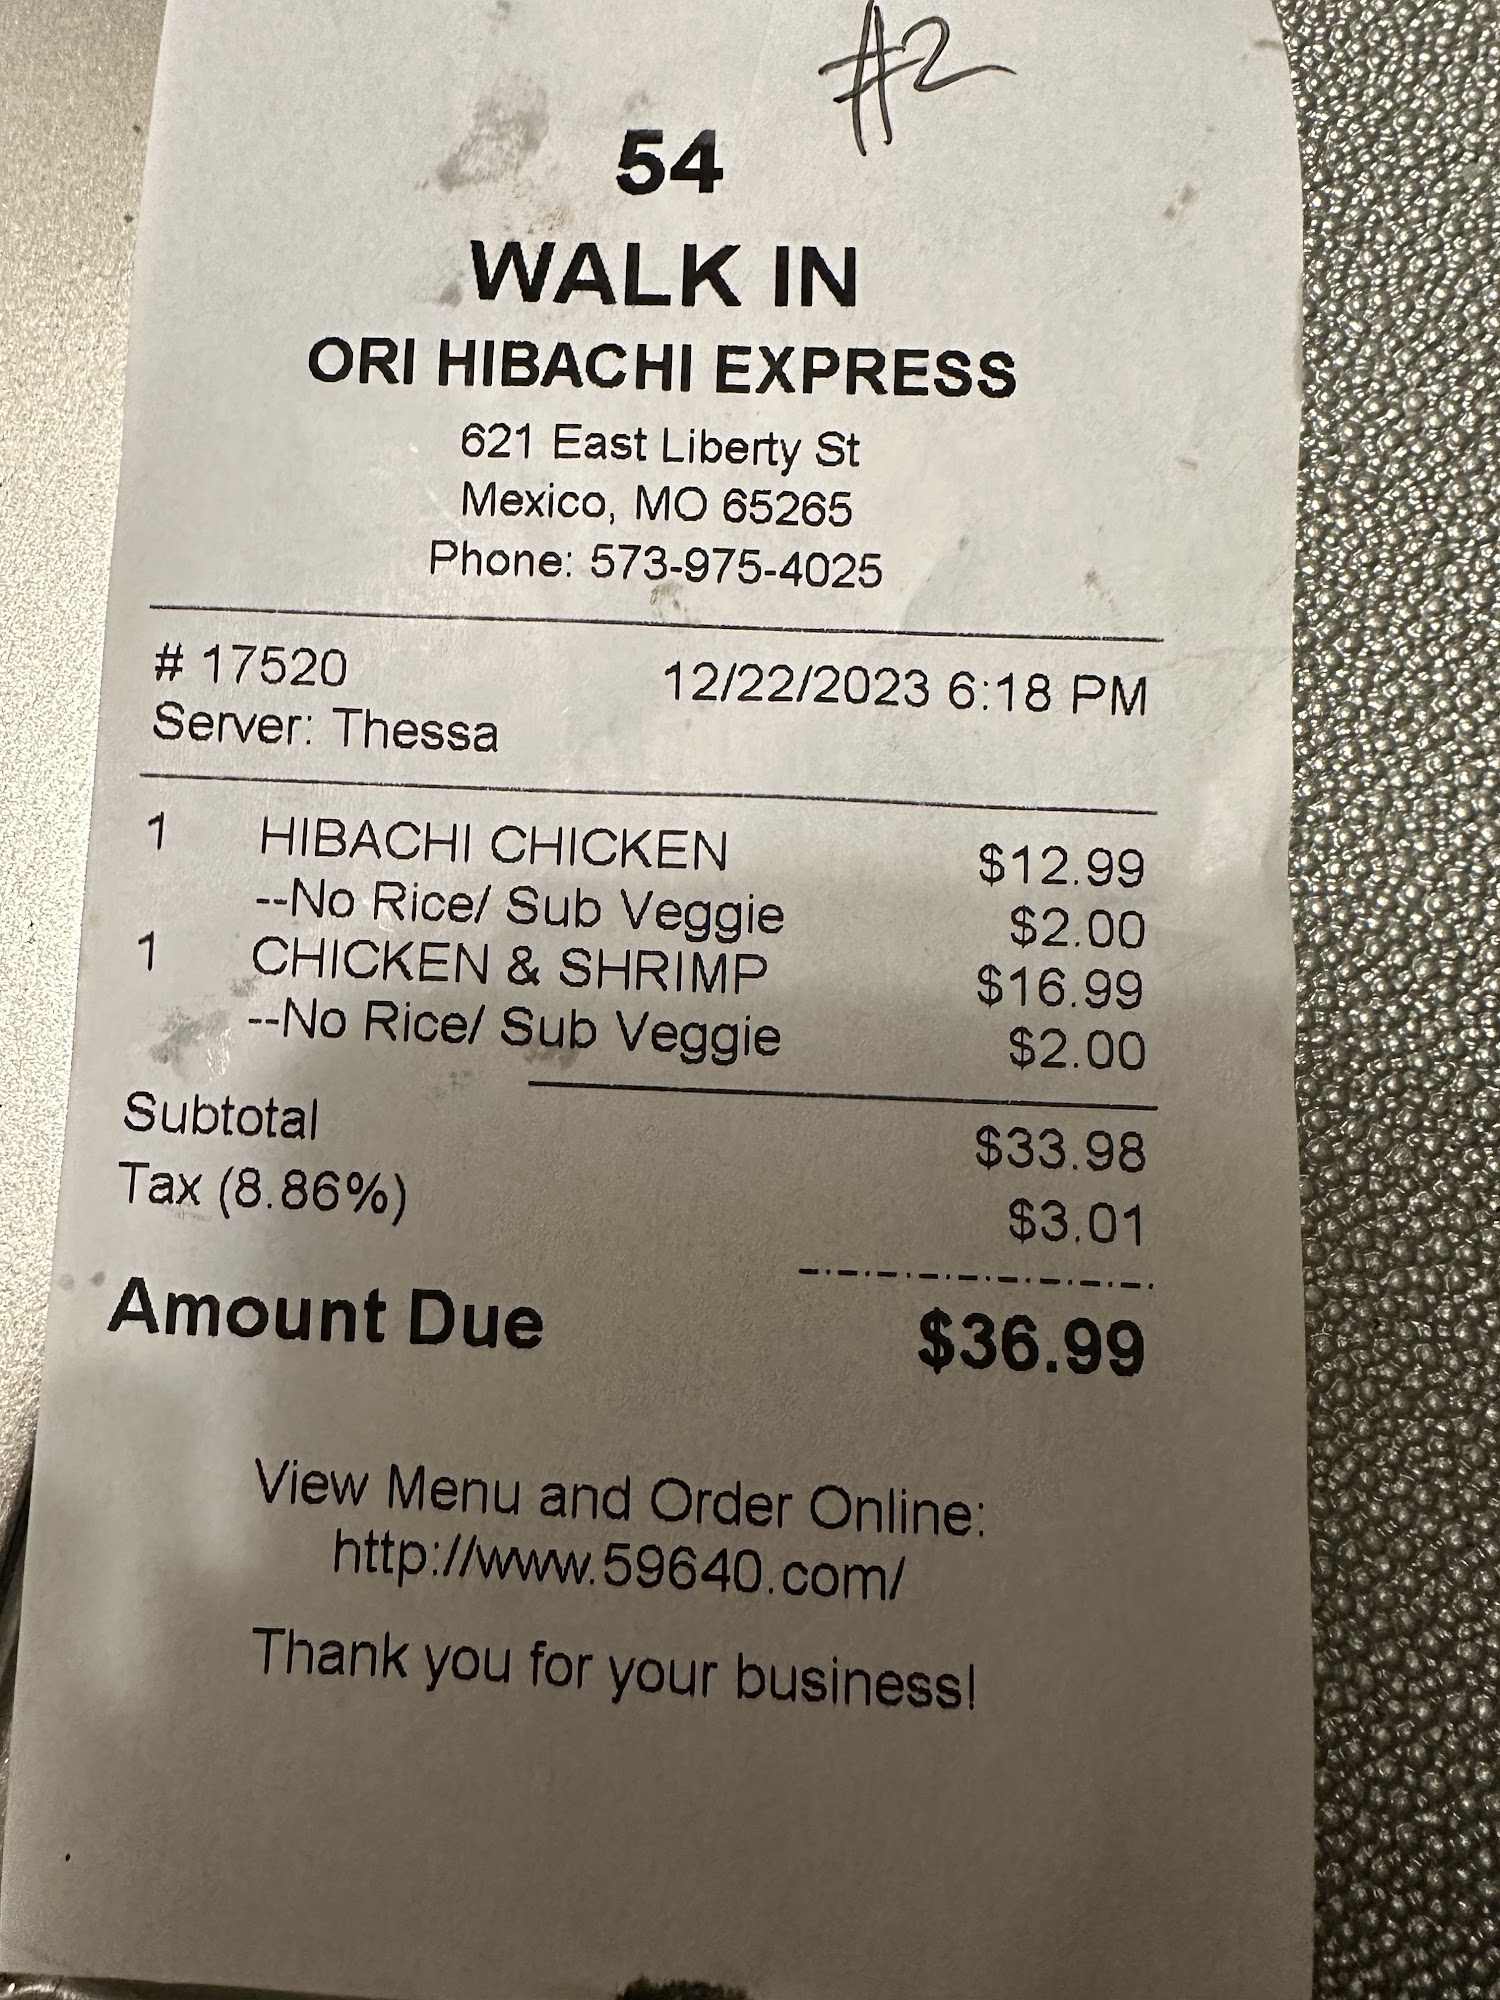 #2
54
WALK IN
ORI HIBACHI EXPRESS
621 East Liberty St
Mexico, MO 65265
Phone: 573-975-4025
# 17520 12/22/2023 6:18 PM
Server: Thessa
1 HIBACHI CHICKEN $12.99
--No Rice/ Sub Veggie $2.00
1 CHICKEN & SHRIMP $16.99
--No Rice/ Sub Veggie $2.00
Subtotal $33.98
Tax (8.86%) $3.01
Amount Due $36.99
View Menu and Order Online:
http://www.59640.com/
Thank you for your business!